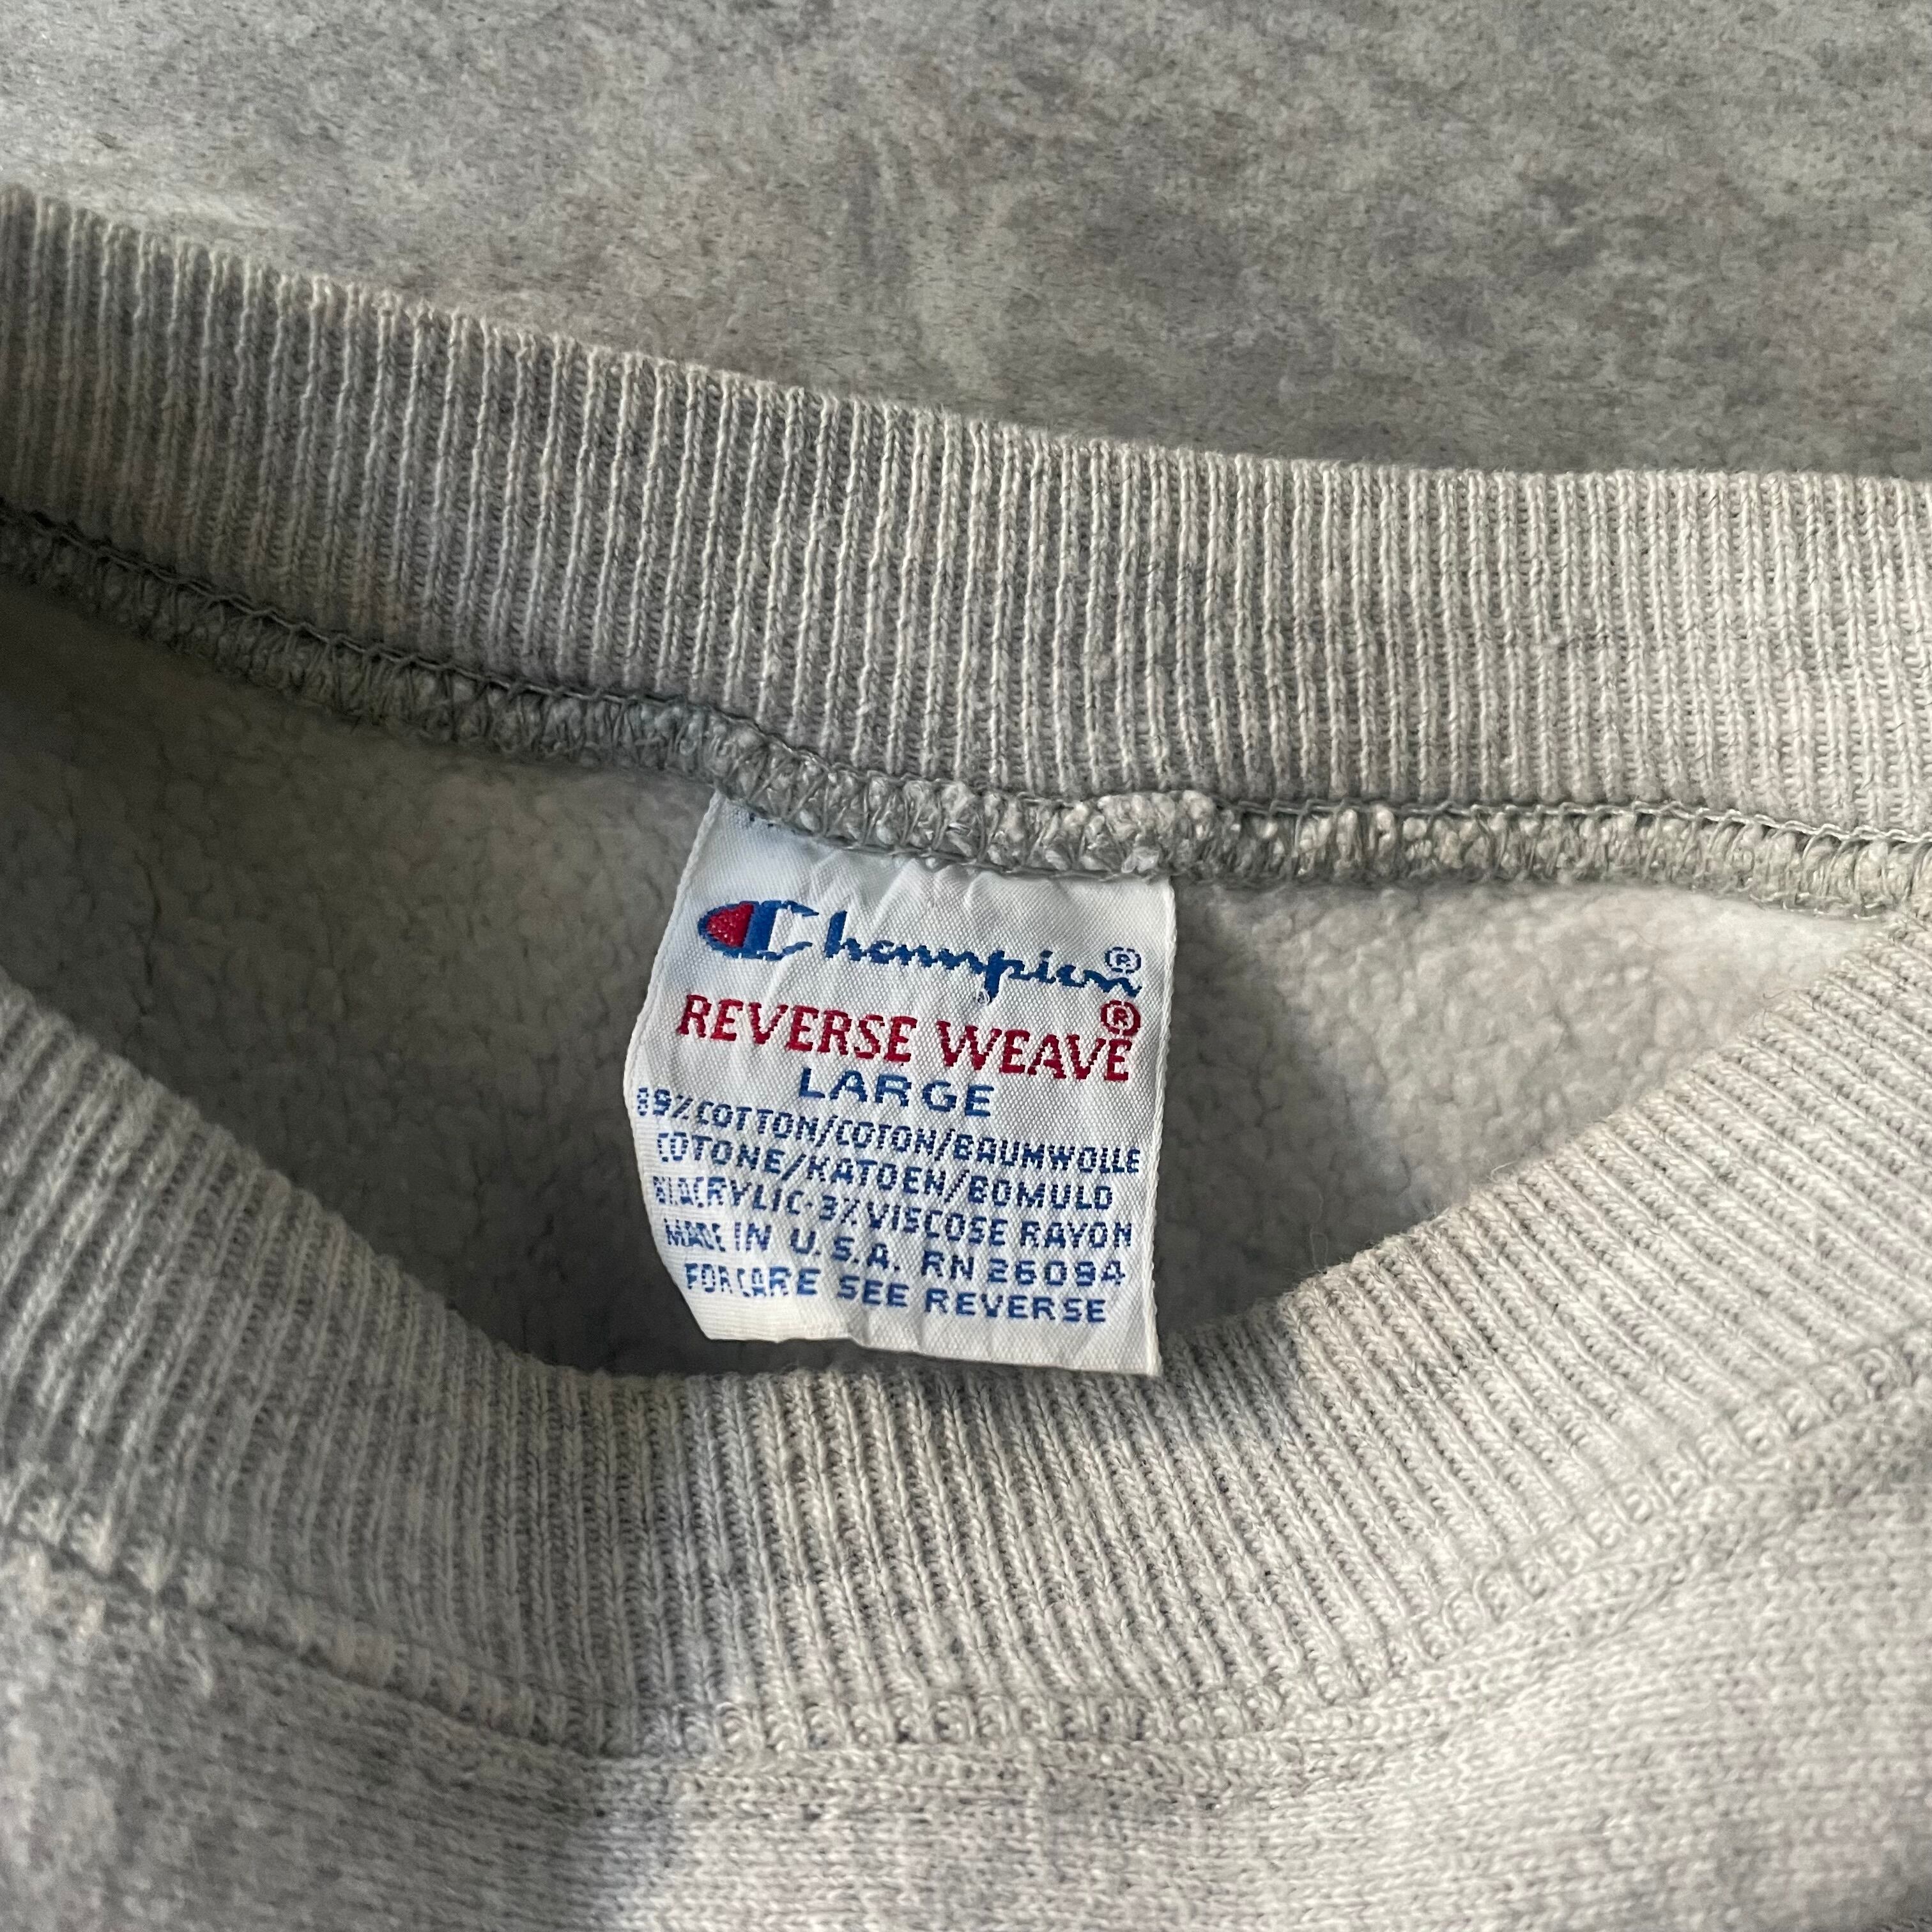 Champion®
REVERSE WEAVE®
LARGE
89% COTTON/COTON/BAUMWOLLE
COTONE/KATOEN/BOMULD
8% ACRYLIC-3% VISCOSE RAYON
MADE IN U.S.A. RN 26094
FOR CARE SEE REVERSE